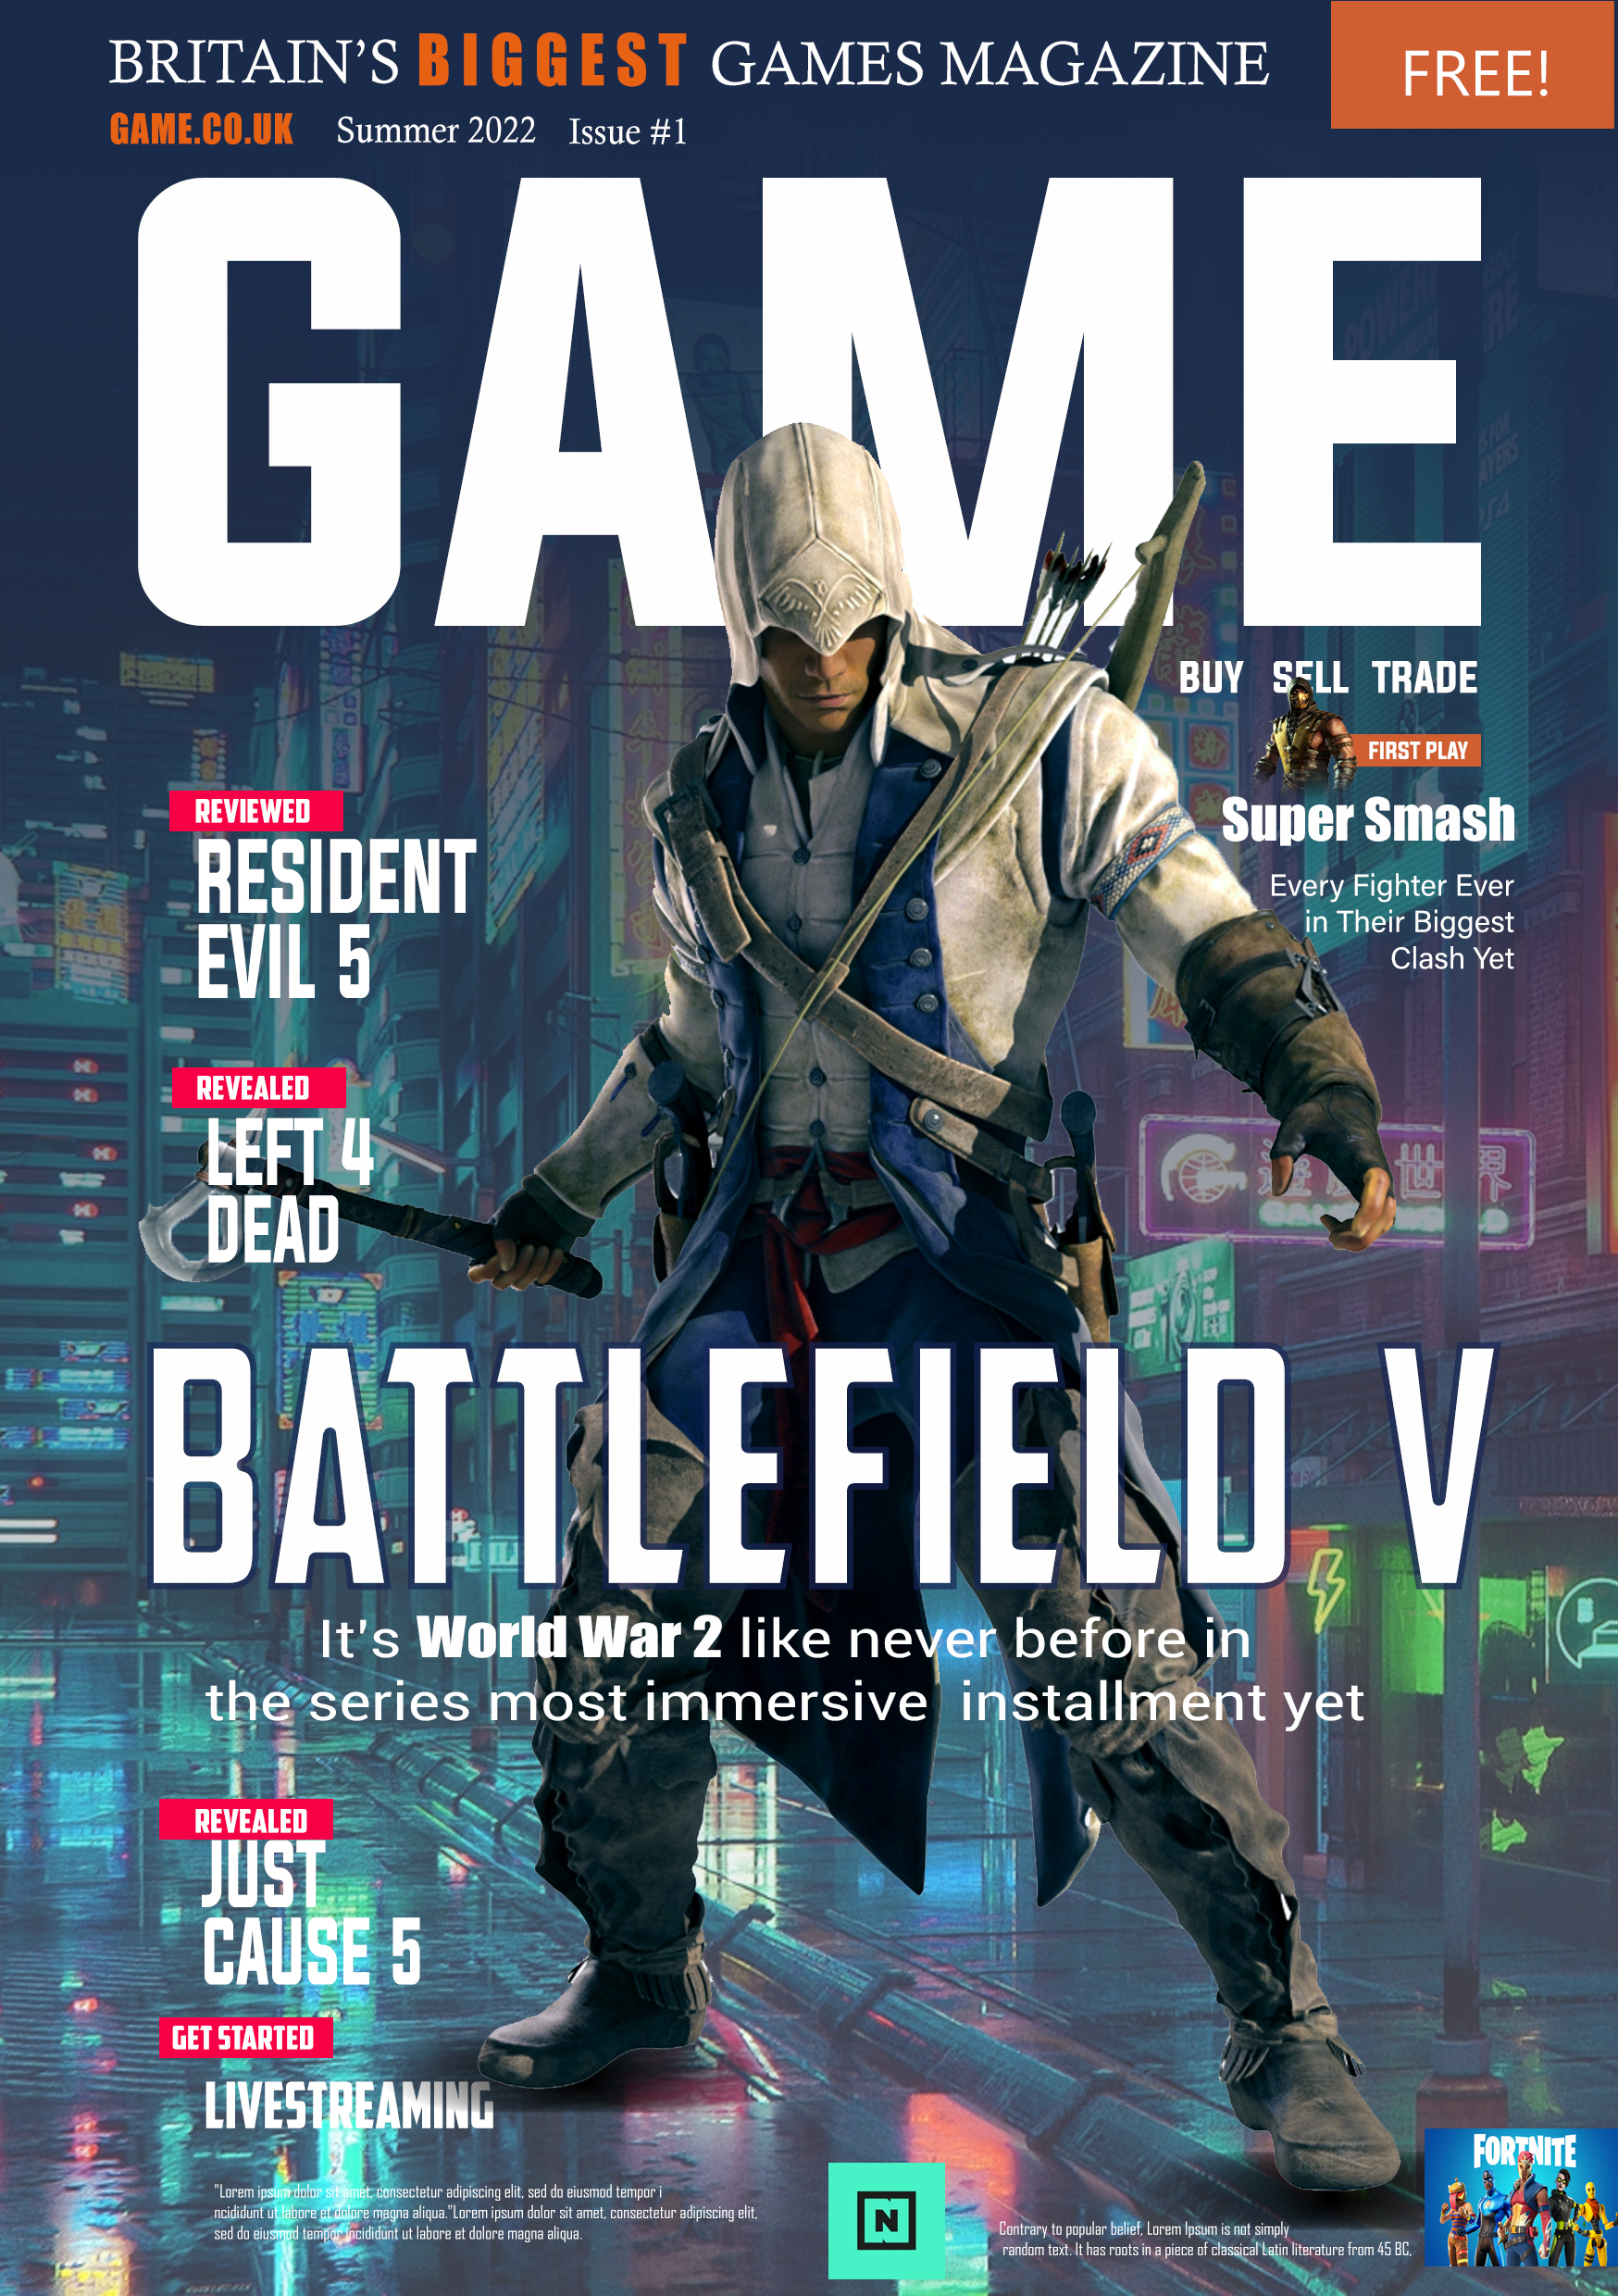 BRITAIN'S BIGGEST GAMES MAGAZINE
FREE!
GAME.CO.UK Summer 2022 Issue #1
GAME
BUY SELL TRADE
FIRST PLAY
Super Smash
Every Fighter Ever
in Their Biggest
Clash Yet
REVIEWED
RESIDENT
EVIL 5
REVEALED
LEFT 4
DEAD
BATTLEFIELD V
It's World War 2 like never before in
the series most immersive installment yet
REVEALED
JUST
CAUSE 5
GET STARTED
LIVESTREAMING
"Lorem ipsum dolor sit amet, consectetur adipiscing elit, sed do eiusmod tempor i
ncididunt ut labore et dolore magna aliqua."Lorem ipsum dolor sit amet, consectetur adipiscing elit,
sed do eiusmod tempor incididunt ut labore et dolore magna aliqua.
N
Contrary to popular belief, Lorem Ipsum is not simply
random text. It has roots in a piece of classical Latin literature from 45 BC,
FORTNITE